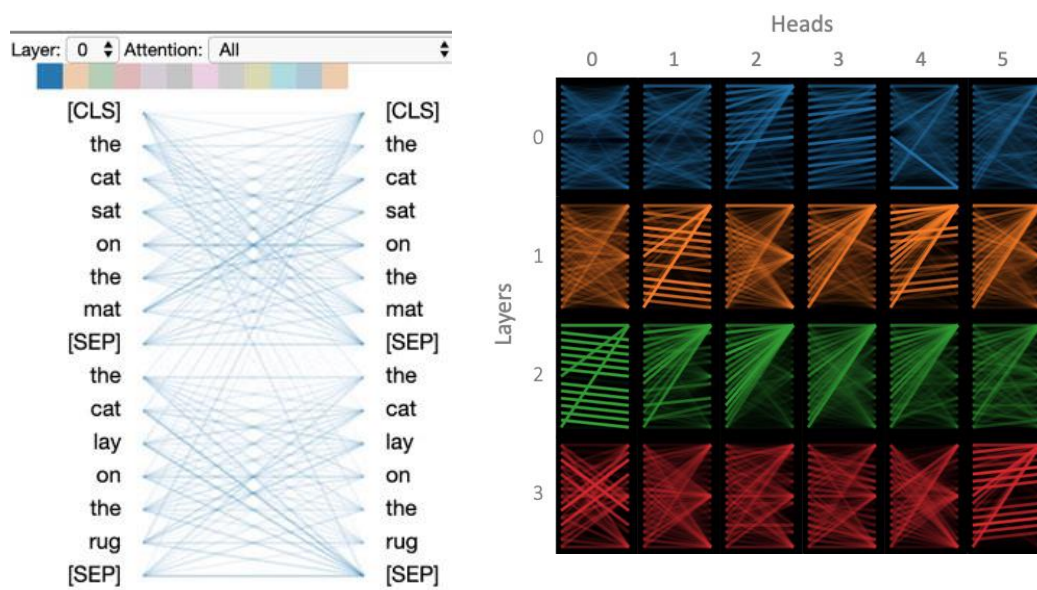 Layer: 0 Attention: All
[CLS] [CLS]
the the
cat cat
sat sat
on on
the the
mat mat
[SEP] [SEP]
the the
cat cat
lay lay
on on
the the
rug rug
[SEP] [SEP]
Heads
0 1 2 3 4 5
Layers
0
1
2
3